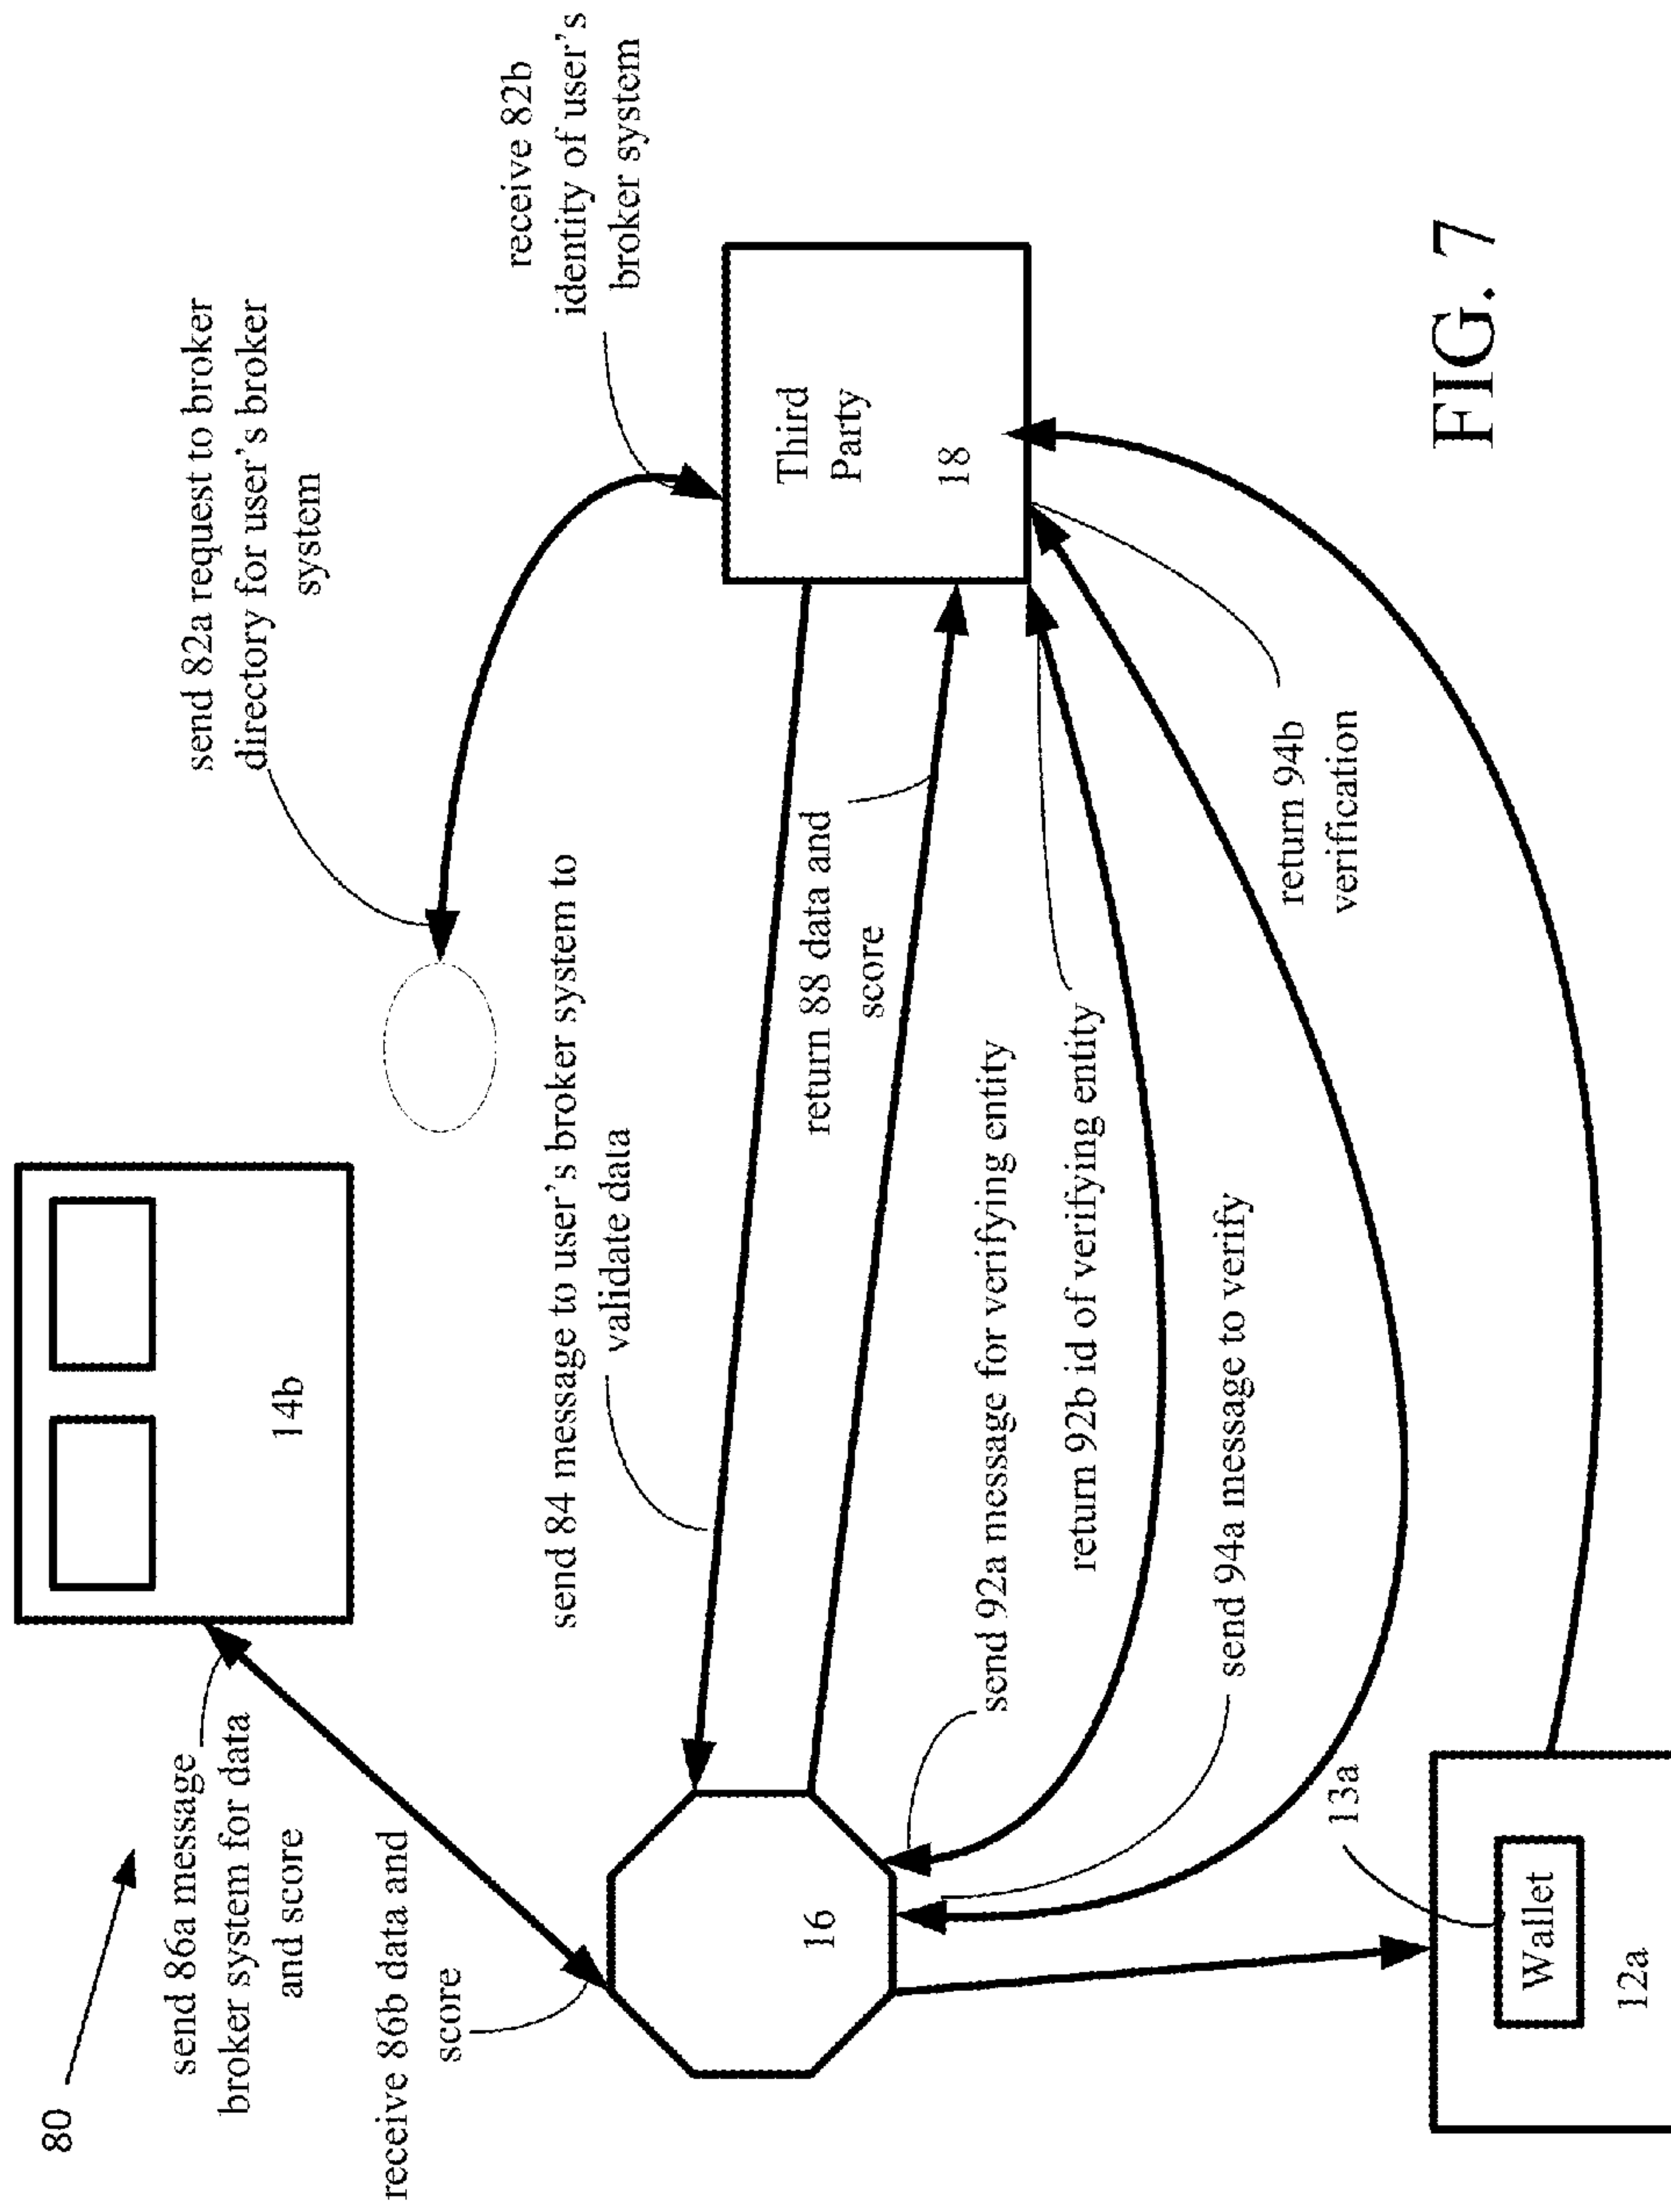 80
send 86a message
broker system for data
and score
receive 86b data and
score
14b
send 82a request to broker
directory for user's broker
system
receive 82b
identity of user's
broker system
send 84 message to user's broker system to
validate data
return 88 data and
score
Third
Party
18
16
send 92a message for verifying entity
return 92b id of verifying entity
send 94a message to verify
return 94b
verification
13a
Wallet
12a
FIG. 7